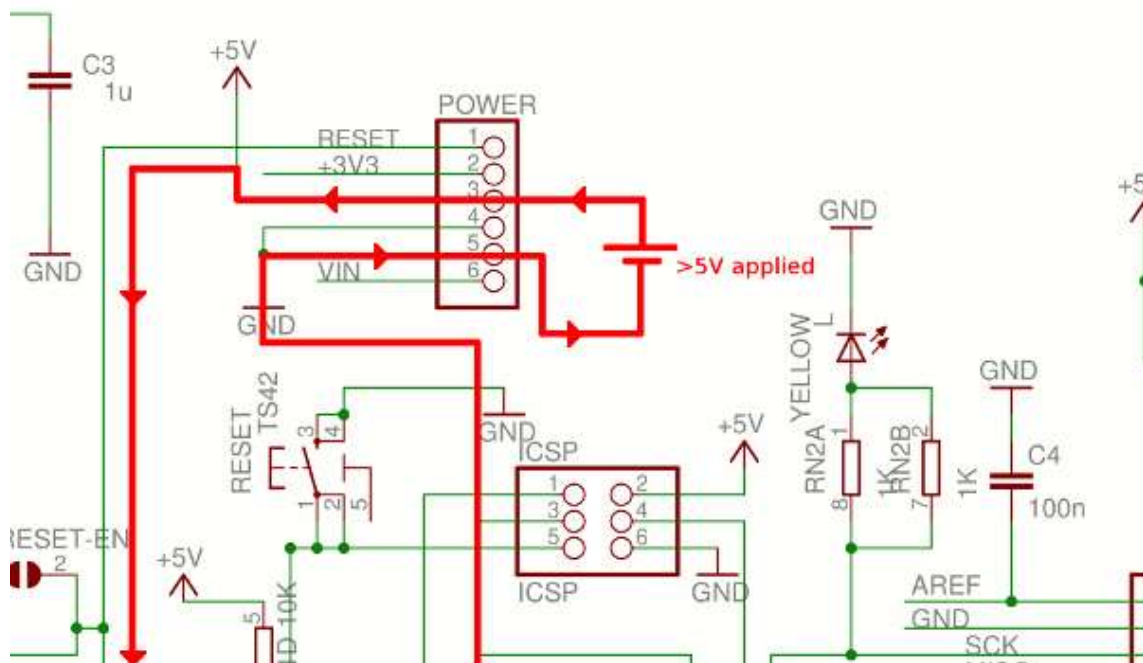 +5V
C3
1u
POWER
RESET
1
+3V3
2
3
4
5
VIN
6
GND
GND
>5V applied
GND
+5
YELLOW
L
GND
RESET
TS42
3
4
GND
1
2
5
+5V
ICSP
1
2
3
4
5
6
ICSP
GND
RN2A
1
8
1K
RN2B
2
7
1K
C4
100n
RESET-EN
2
+5V
5
1D 10K
AREF
GND
SCK